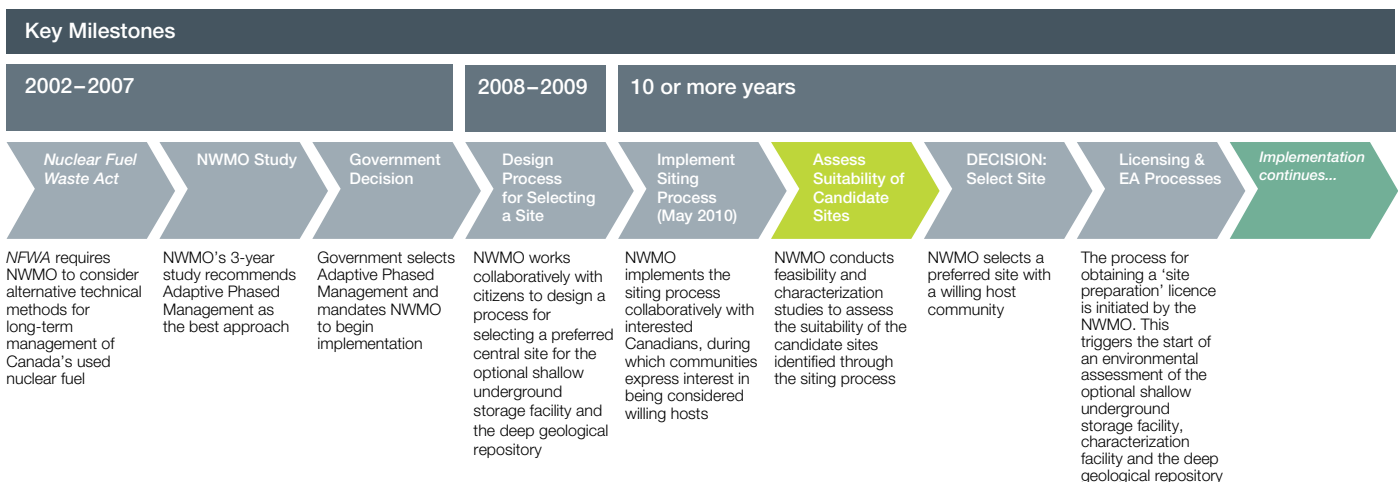 Key Milestones
2002–2007
2008–2009
10 or more years
Nuclear Fuel
Waste Act
NWMO Study
Government
Decision
Design
Process
for Selecting
a Site
Implement
Siting
Process
(May 2010)
Assess
Suitability of
Candidate
Sites
DECISION:
Select Site
Licensing &
EA Processes
Implementation
continues...
NFWA requires
NWMO to consider
alternative technical
methods for
long-term
management of
Canada’s used
nuclear fuel
NWMO’s 3-year
study recommends
Adaptive Phased
Management as
the best approach
Government selects
Adaptive Phased
Management and
mandates NWMO
to begin
implementation
NWMO works
collaboratively with
citizens to design a
process for
selecting a preferred
central site for the
optional shallow
underground
storage facility and
the deep geological
repository
NWMO
implements the
siting process
collaboratively with
interested
Canadians, during
which communities
express interest in
being considered
willing hosts
NWMO conducts
feasibility and
characterization
studies to assess
the suitability of the
candidate sites
identified through
the siting process
NWMO selects a
preferred site with
a willing host
community
The process for
obtaining a ‘site
preparation’ licence
is initiated by the
NWMO. This
triggers the start of
an environmental
assessment of the
optional shallow
underground
storage facility,
characterization
facility and the deep
geological repository